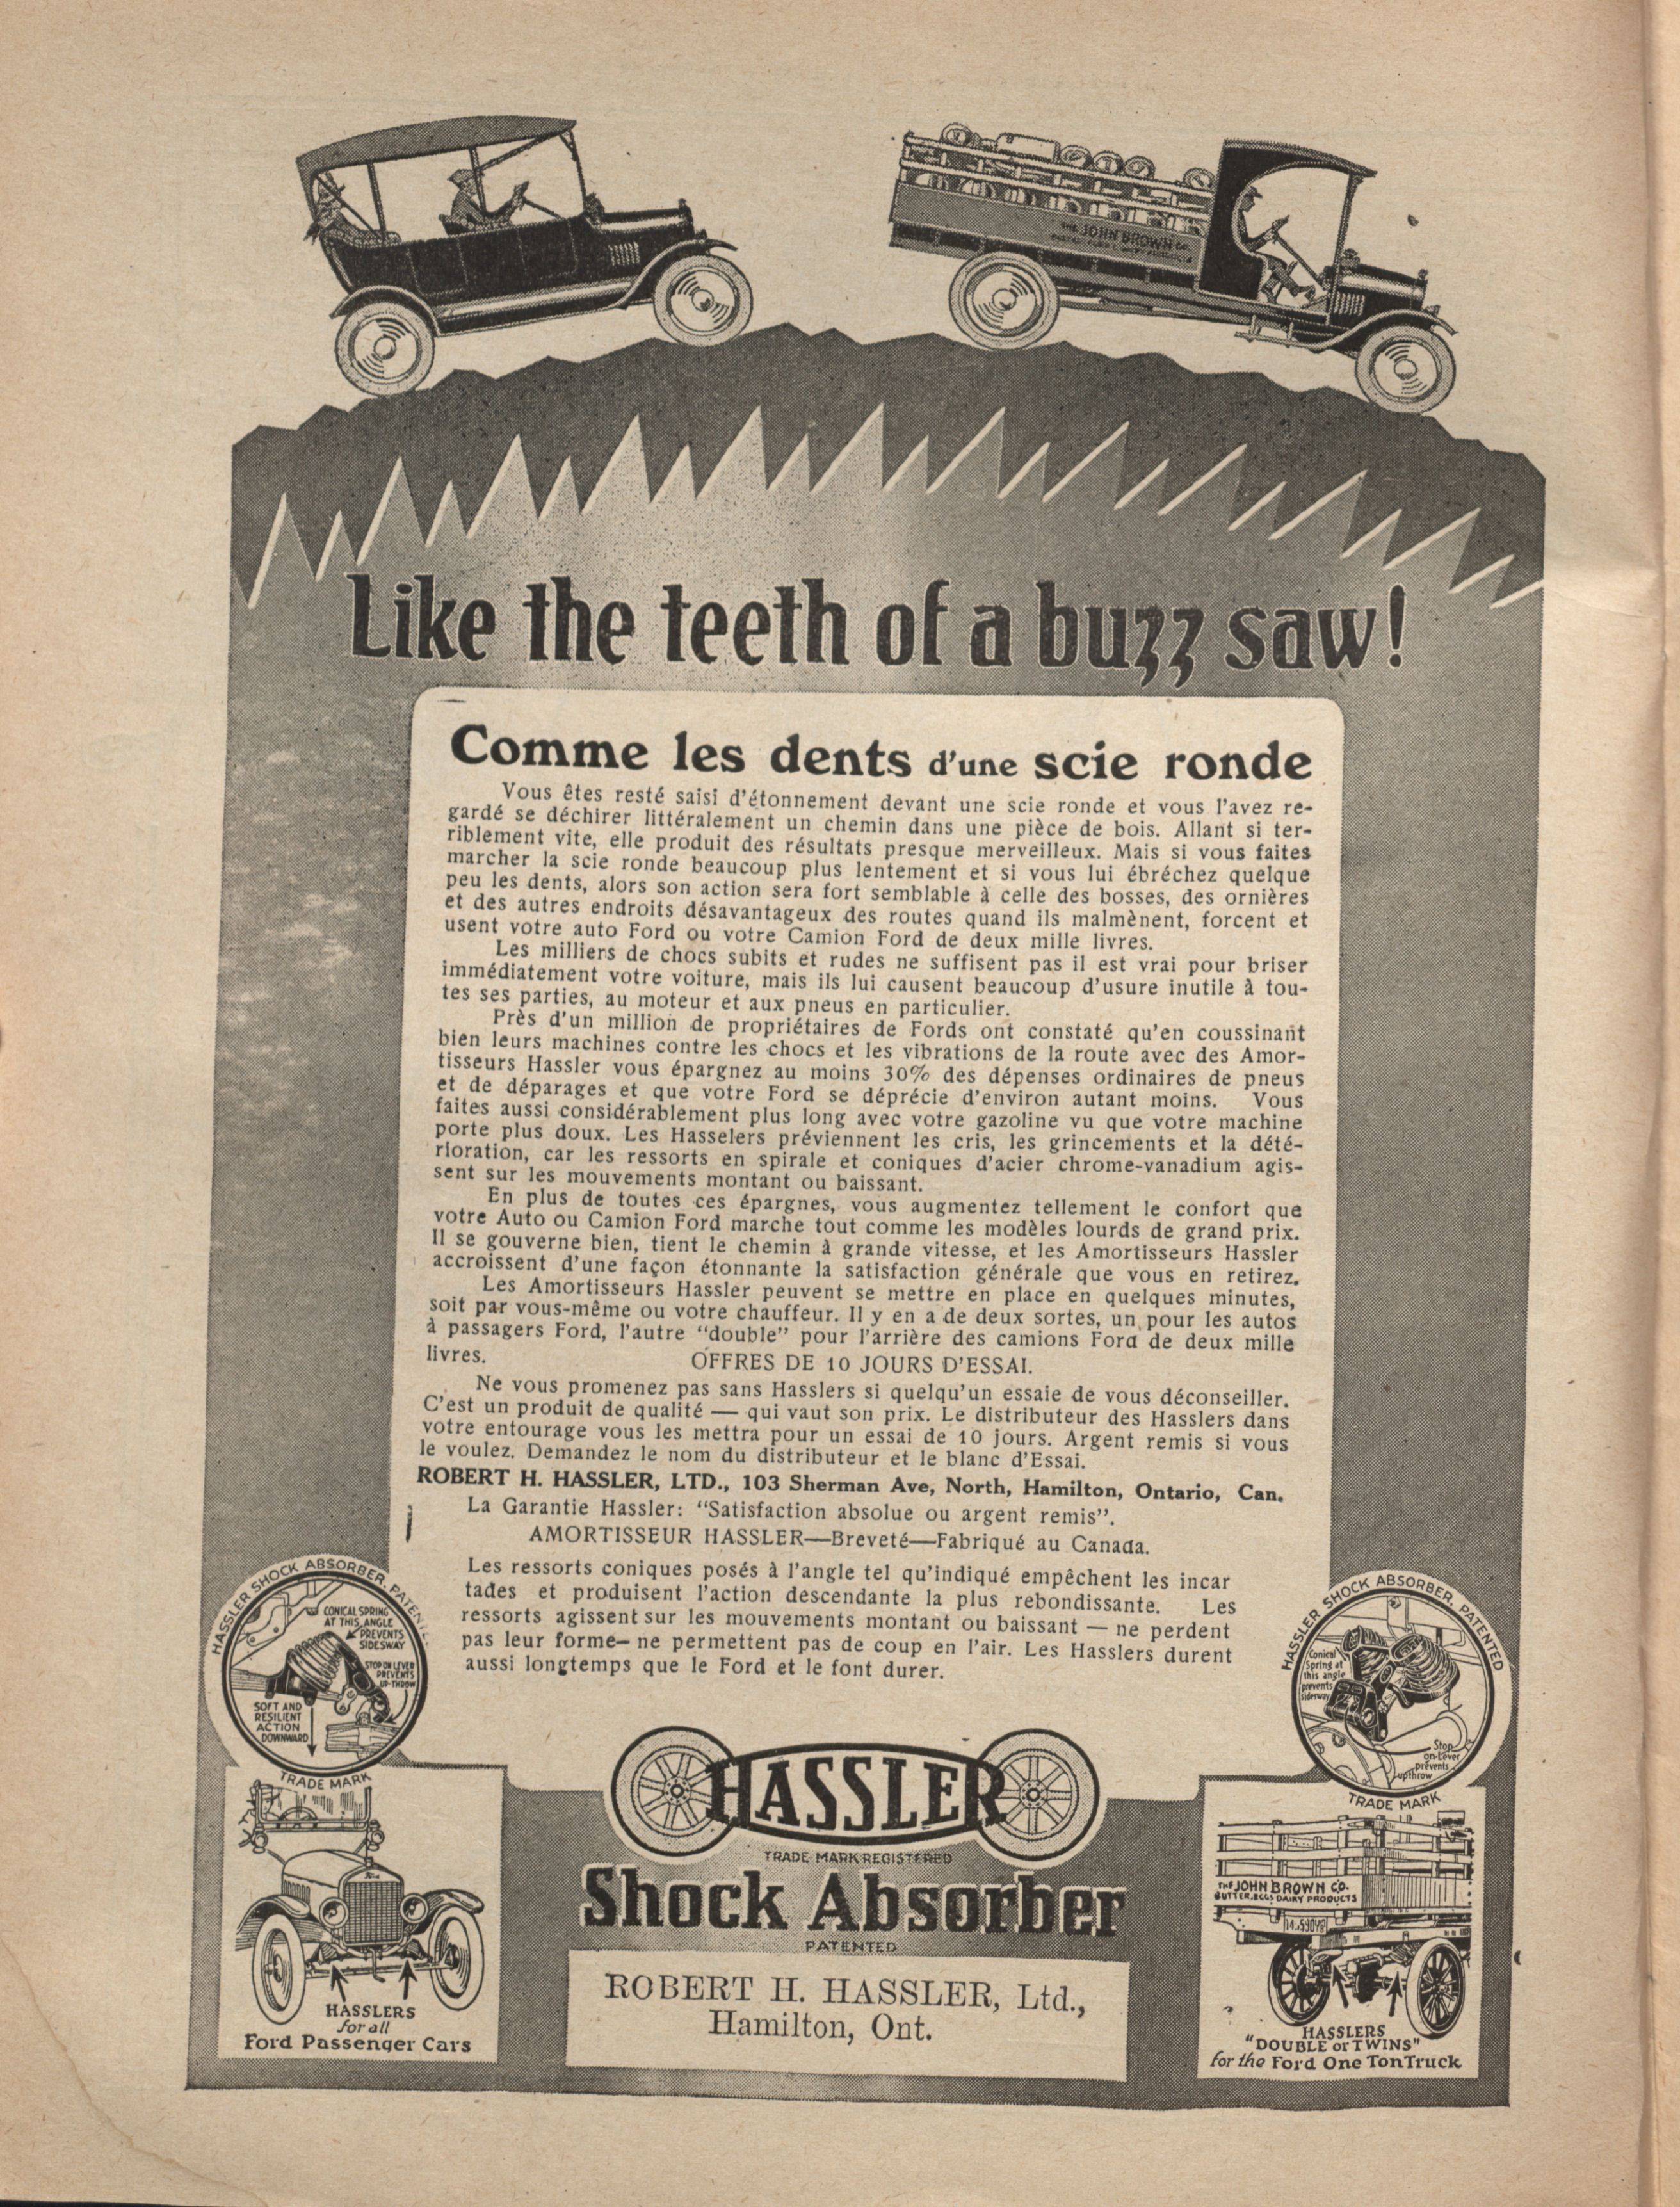 THE JOHN BROWN CO.
Like the teeth of a buzz saw!
Comme les dents d'une scie ronde
Vous êtes resté saisi d'étonnement devant une scie ronde et vous l'avez re-
gardé se déchirer littéralement un chemin dans une pièce de bois. Allant si ter-
riblement vite, elle produit des résultats presque merveilleux. Mais si vous faites
marcher la scie ronde beaucoup plus lentement et si vous lui ébréchez quelque
peu les dents, alors son action sera fort semblable à celle des bosses, des ornières
et des autres endroits désavantageux des routes quand ils malmènent, forcent et
usent votre auto Ford ou votre Camion Ford de deux mille livres.
Les milliers de chocs subits et rudes ne suffisent pas il est vrai pour briser
immédiatement votre voiture, mais ils lui causent beaucoup d'usure inutile à tou-
tes ses parties, au moteur et aux pneus en particulier.
Près d'un million de propriétaires de Fords ont constaté qu'en coussinant
bien leurs machines contre les chocs et les vibrations de la route avec des Amor-
tisseurs Hassler vous épargnez au moins 30% des dépenses ordinaires de pneus
et de déparages et que votre Ford se déprécie d'environ autant moins. Vous
faites aussi considérablement plus long avec votre gazoline vu que votre machine
porte plus doux. Les Hasselers préviennent les cris, les grincements et la dété-
rioration, car les ressorts en spirale et coniques d'acier chrome-vanadium agis-
sent sur les mouvements montant ou baissant.
En plus de toutes ces épargnes, vous augmentez tellement le confort que
votre Auto ou Camion Ford marche tout comme les modèles lourds de grand prix.
Il se gouverne bien, tient le chemin à grande vitesse, et les Amortisseurs Hassler
accroissent d'une façon étonnante la satisfaction générale que vous en retirez.
Les Amortisseurs Hassler peuvent se mettre en place en quelques minutes,
soit par vous-même ou votre chauffeur. Il y en a de deux sortes, un pour les autos
à passagers Ford, l'autre "double" pour l'arrière des camions Ford de deux mille
livres. OFFRES DE 10 JOURS D'ESSAI.
Ne vous promenez pas sans Hasslers si quelqu'un essaie de vous déconseiller.
C'est un produit de qualité — qui vaut son prix. Le distributeur des Hasslers dans
votre entourage vous les mettra pour un essai de 10 jours. Argent remis si vous
le voulez. Demandez le nom du distributeur et le blanc d'Essai.
ROBERT H. HASSLER, LTD., 103 Sherman Ave, North, Hamilton, Ontario, Can.
La Garantie Hassler: "Satisfaction absolue ou argent remis".
AMORTISSEUR HASSLER—Breveté—Fabriqué au Canada.
Les ressorts coniques posés à l'angle tel qu'indiqué empêchent les incar
tades et produisent l'action descendante la plus rebondissante. Les
ressorts agissent sur les mouvements montant ou baissant — ne perdent
pas leur forme— ne permettent pas de coup en l'air. Les Hasslers durent
aussi longtemps que le Ford et le font durer.
HASSLER SHOCK ABSORBER. PATENTE
CONICAL SPRING
AT THIS ANGLE
PREVENTS
SIDESWAY
STOP ON LEVER
PREVENTS
UP-THROW
SOFT AND
RESILIENT
ACTION
DOWNWARD
TRADE MARK
HASSLER SHOCK ABSORBER. PATENTED
Conical
Spring at
this angle
prevents
sidesway
Stop
on Lever
prevents
upthrow
TRADE MARK
HASSLER
TRADE MARK REGISTERED
Shock Absorber
PATENTED
ROBERT H. HASSLER, Ltd.,
Hamilton, Ont.
Ford
HASSLERS
for all
Ford Passenger Cars
THE JOHN BROWN CO.
BUTTER, EGGS DAIRY PRODUCTS
HASSLERS
"DOUBLE or TWINS"
for the Ford One Ton Truck